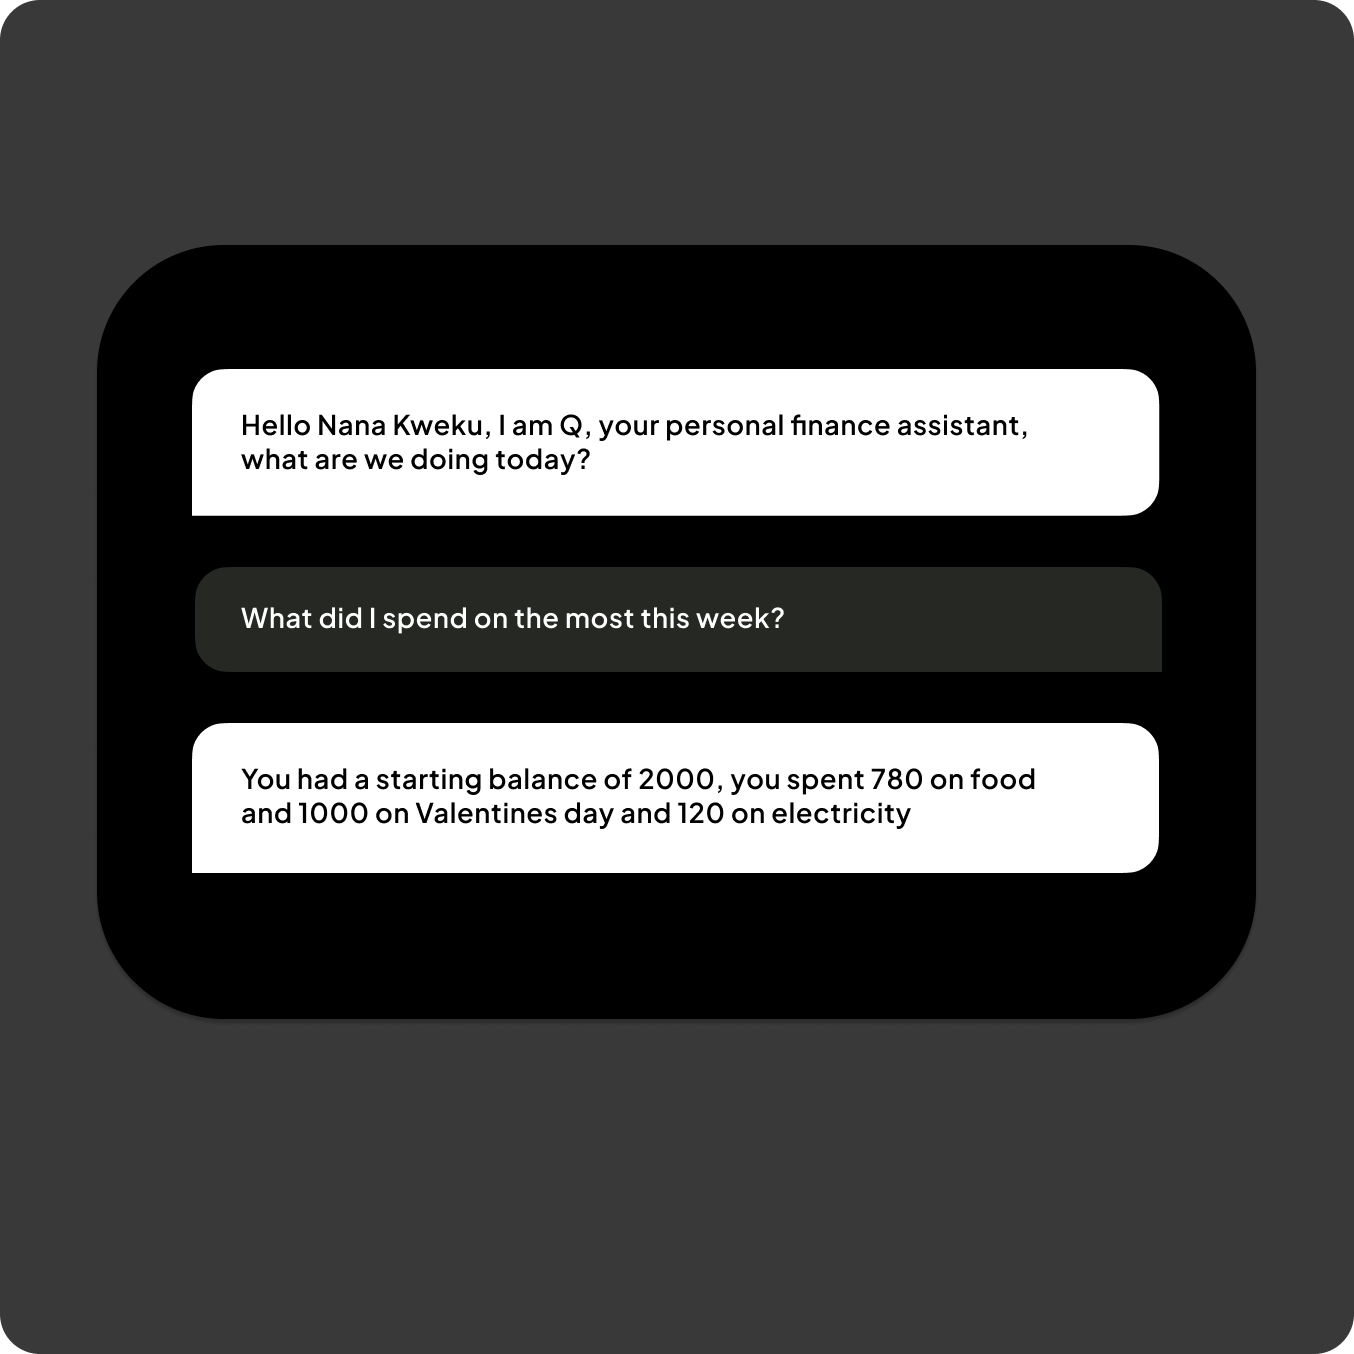 Hello Nana Kweku, I am Q, your personal finance assistant,
what are we doing today?
What did I spend on the most this week?
You had a starting balance of 2000, you spent 780 on food
and 1000 on Valentines day and 120 on electricity